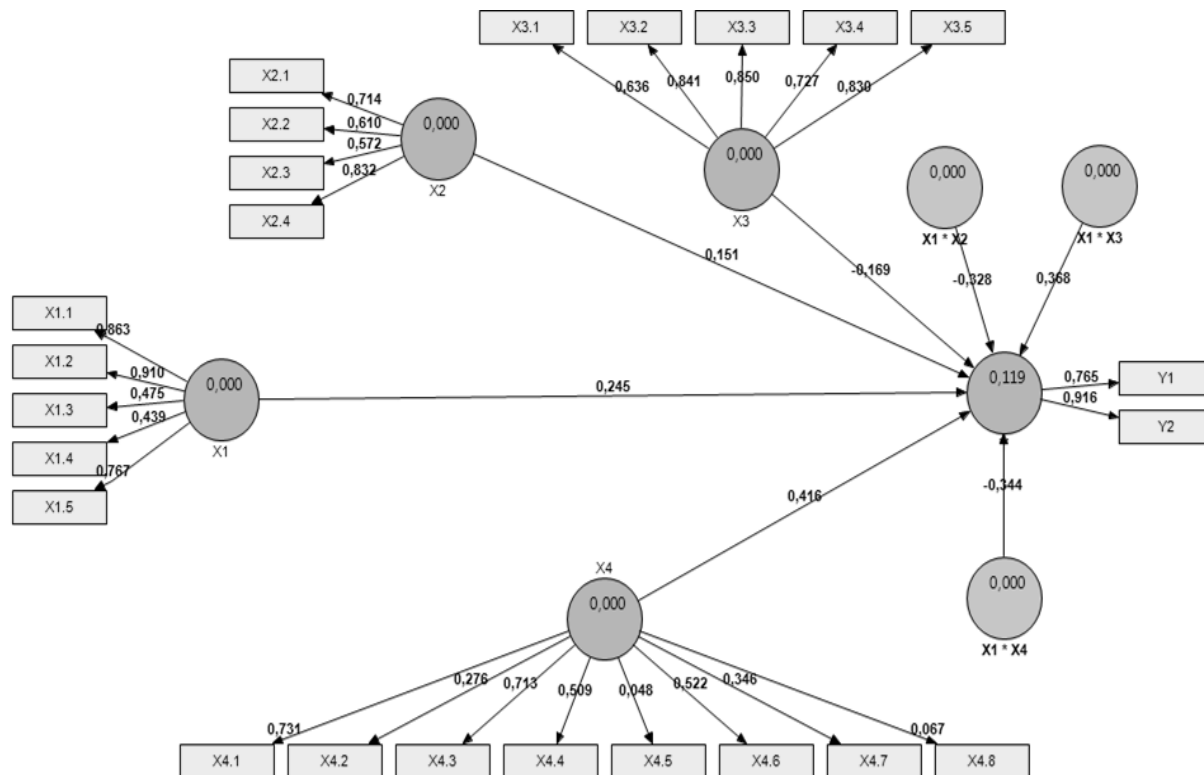 X3.1 X3.2 X3.3 X3.4 X3.5
0,636 0,841 0,850 0,727 0,830
0,000
X3
X2.1
X2.2
X2.3
X2.4
0,714
0,610
0,572
0,832
0,000
X2
0,000
X1 * X2
0,000
X1 * X3
0,151
-0,169
-0,328
0,368
X1.1
X1.2
X1.3
X1.4
X1.5
0,863
0,910
0,475
0,439
0,767
0,000
X1
0,245
0,119
0,765
0,916
Y1
Y2
0,416
-0,344
X4
0,000
0,000
X1 * X4
0,731 0,276 0,713 0,509 0,048 0,522 0,346 0,067
X4.1 X4.2 X4.3 X4.4 X4.5 X4.6 X4.7 X4.8